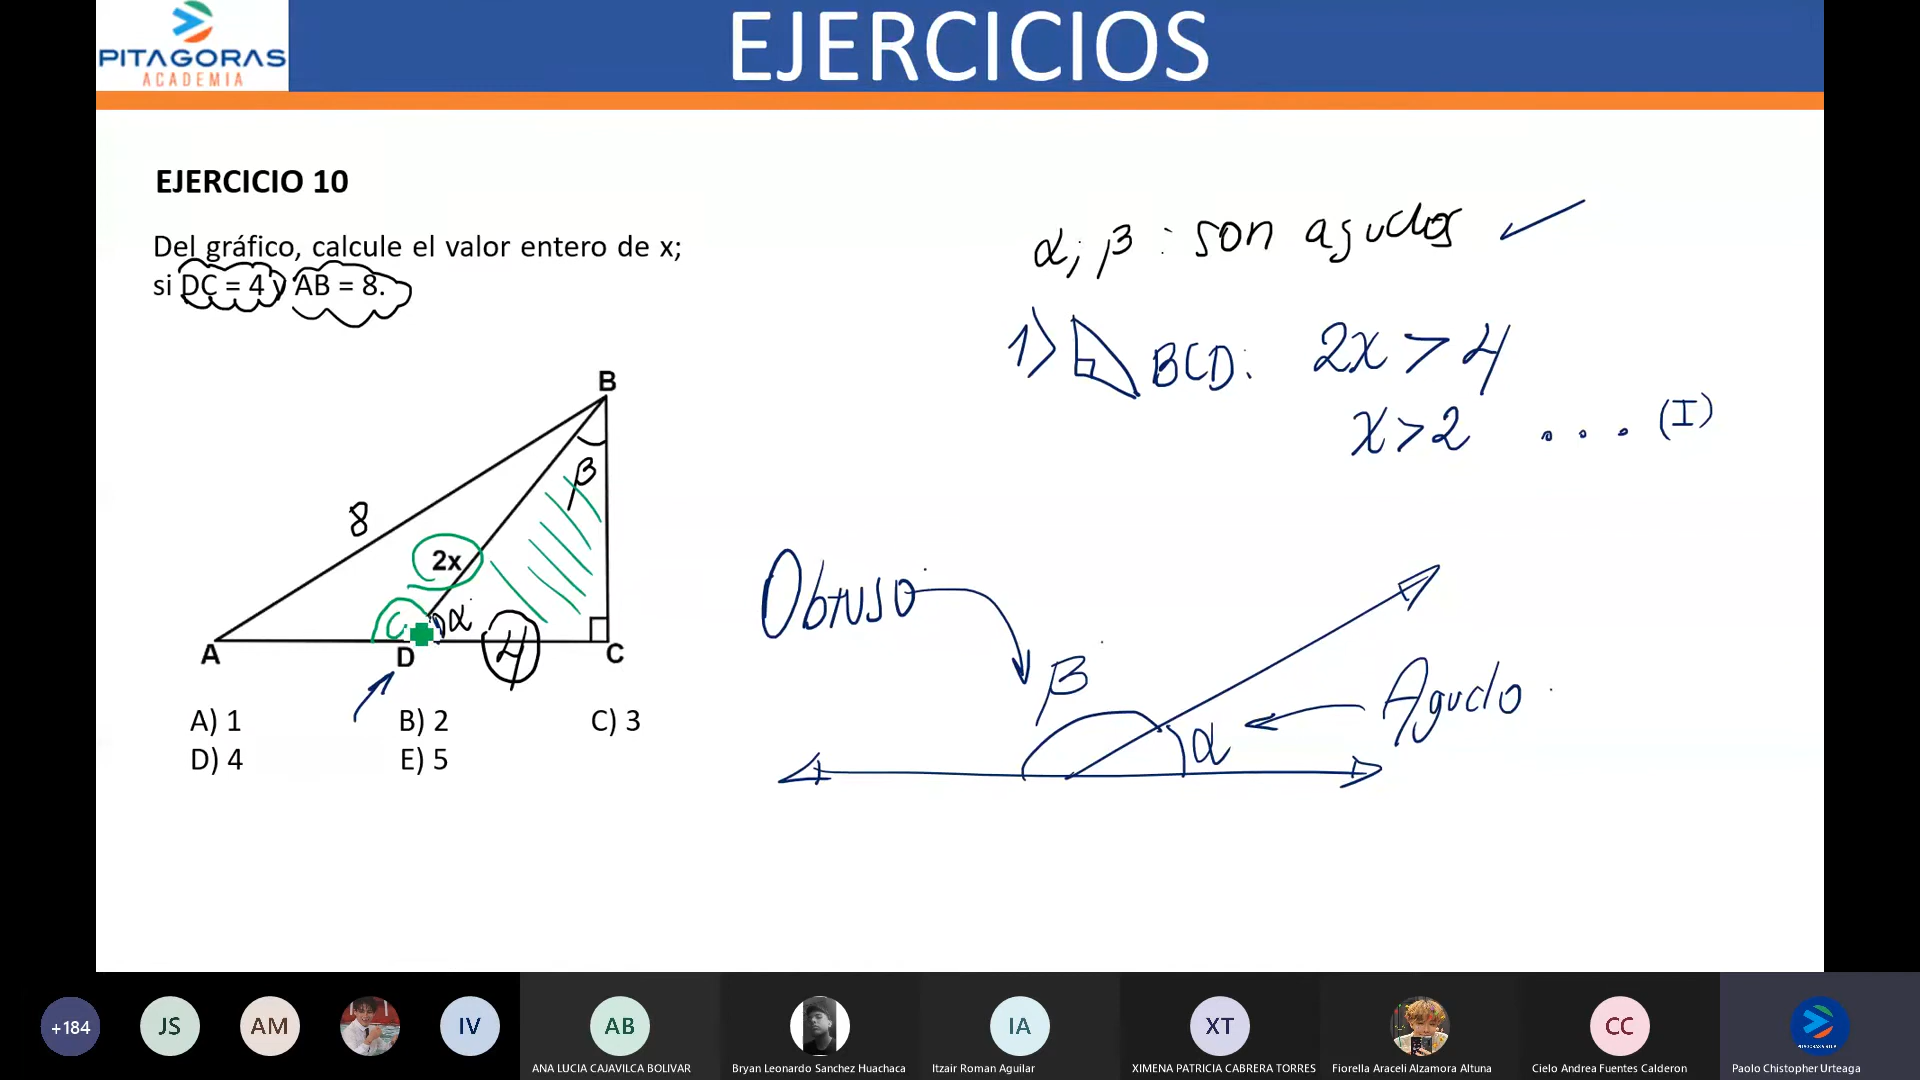 PITAGORAS
ACADEMIA
EJERCICIOS
EJERCICIO 10
Del gráfico, calcule el valor entero de x;
si DC = 4 y AB = 8.
α; β : son agudos
1) BCD: 2x > 4
x > 2 ... (I)
B
β
8
2x
α
4
A
D
C
A) 1 B) 2 C) 3
D) 4 E) 5
Obtuso
β
α
Agudo
+184
JS
AM
IV
AB
IA
XT
CC
ANA LUCIA CAJAVILCA BOLIVAR
Bryan Leonardo Sanchez Huachaca
Itzair Roman Aguilar
XIMENA PATRICIA CABRERA TORRES
Fiorella Araceli Alzamora Altuna
Cielo Andrea Fuentes Calderon
Paolo Chistopher Urteaga